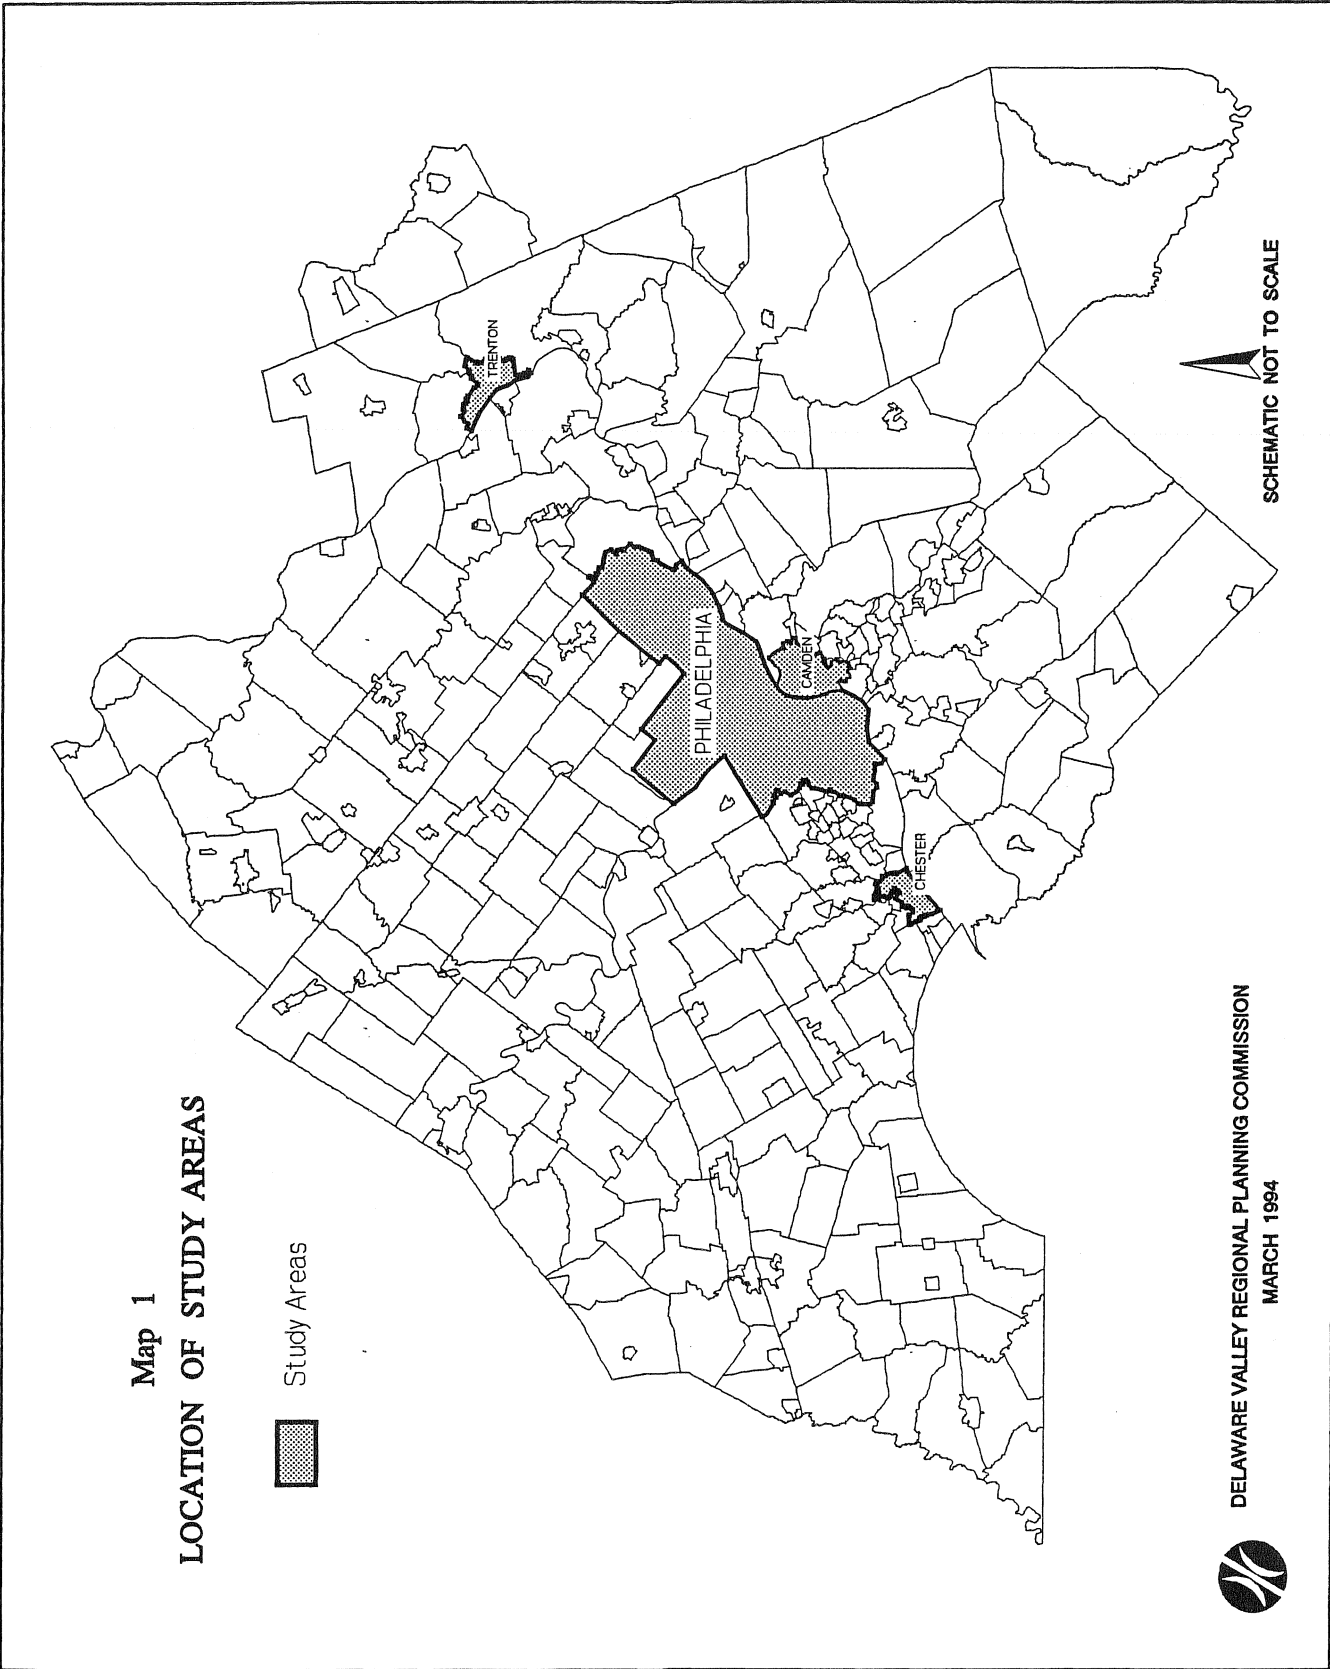 Map 1
LOCATION OF STUDY AREAS
Study Areas
TRENTON
PHILADELPHIA
CAMDEN
CHESTER
SCHEMATIC NOT TO SCALE
DELAWARE VALLEY REGIONAL PLANNING COMMISSION
MARCH 1994